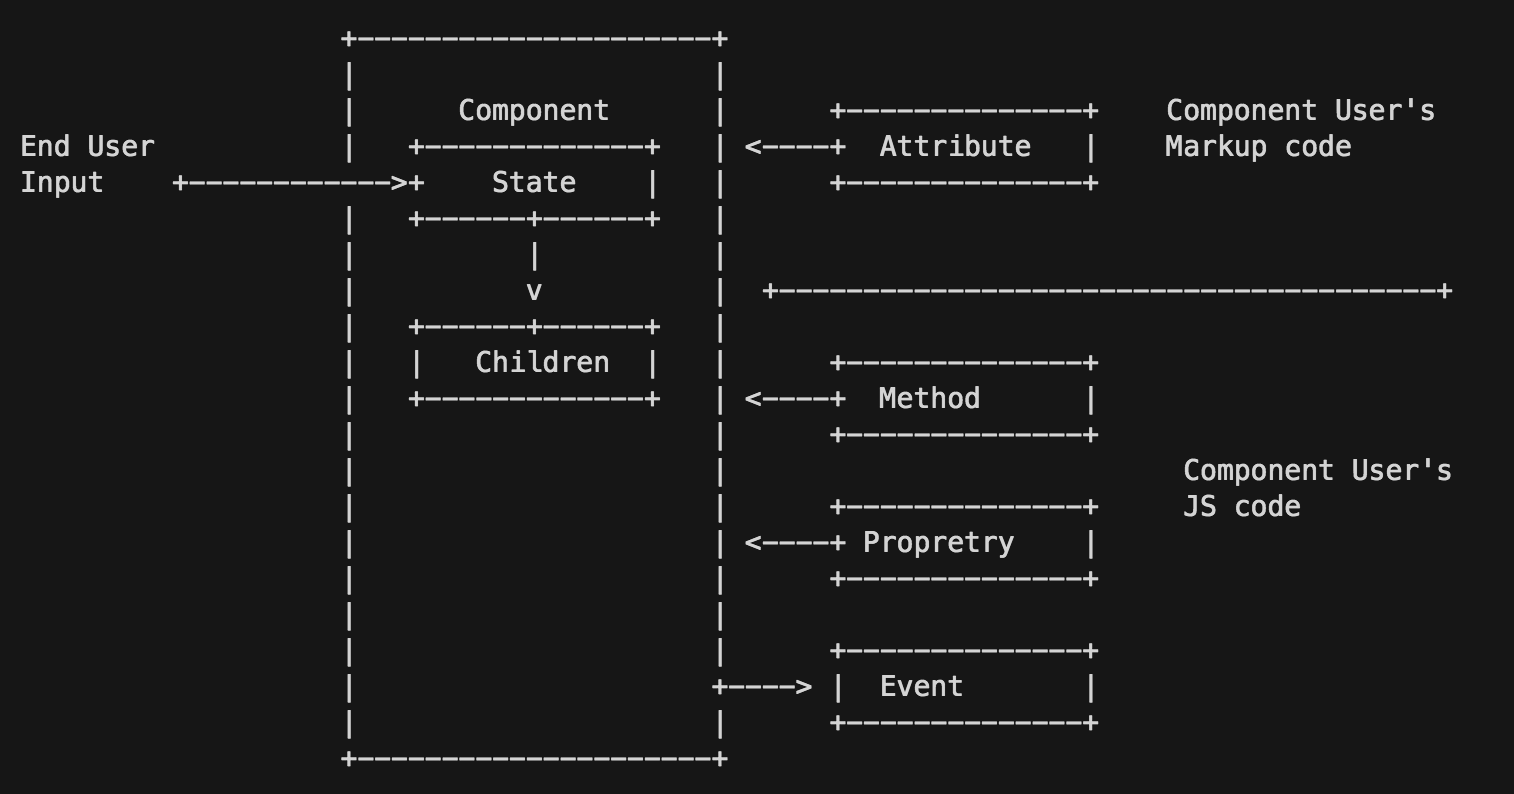 Component
Component User's
Markup code
End User
Input
Attribute
State
Children
Method
Component User's
JS code
Propretry
Event